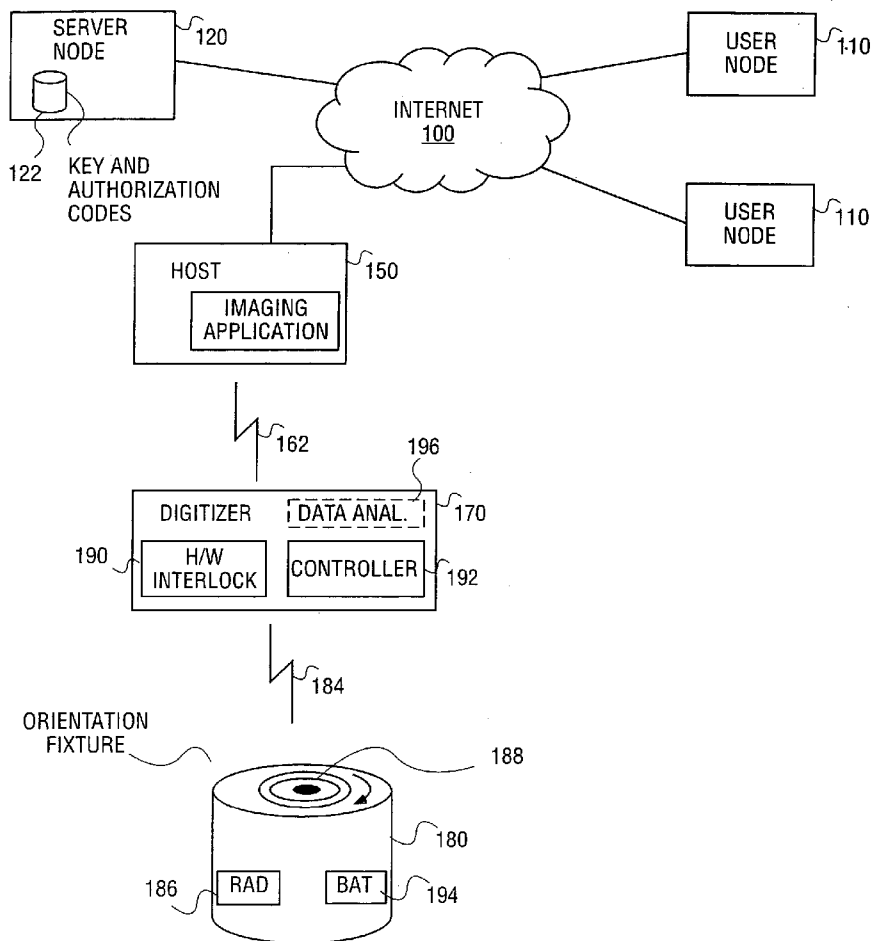 SERVER
NODE
120
122
KEY AND
AUTHORIZATION
CODES
INTERNET
100
USER
NODE
110
USER
NODE
110
HOST
150
IMAGING
APPLICATION
162
196
DIGITIZER
DATA ANAL.
170
190
H/W
INTERLOCK
CONTROLLER
192
184
ORIENTATION
FIXTURE
188
180
186
RAD
BAT
194